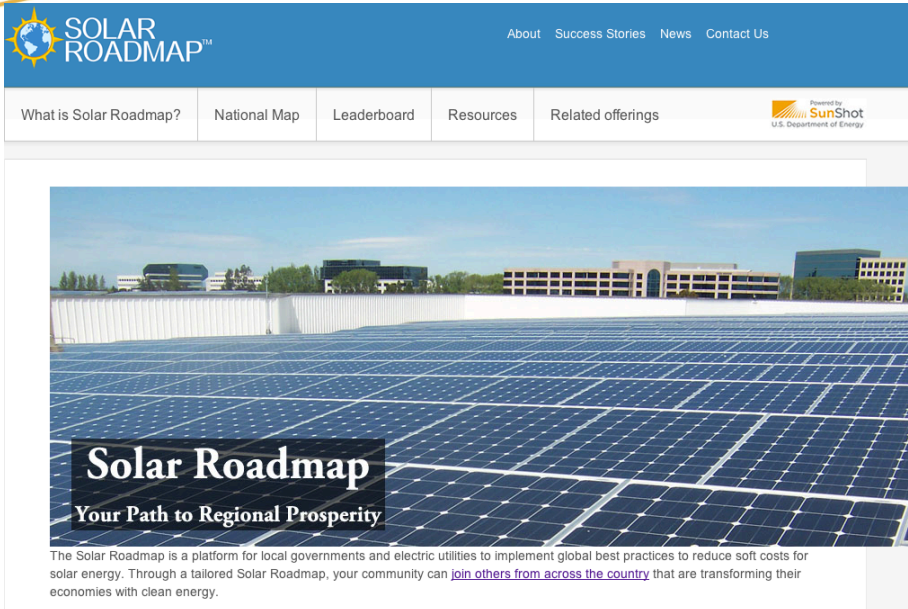 SOLAR
ROADMAP™
About Success Stories News Contact Us
What is Solar Roadmap? National Map Leaderboard Resources Related offerings
Powered by
SunShot
U.S. Department of Energy
Solar Roadmap
Your Path to Regional Prosperity
The Solar Roadmap is a platform for local governments and electric utilities to implement global best practices to reduce soft costs for
solar energy. Through a tailored Solar Roadmap, your community can join others from across the country that are transforming their
economies with clean energy.